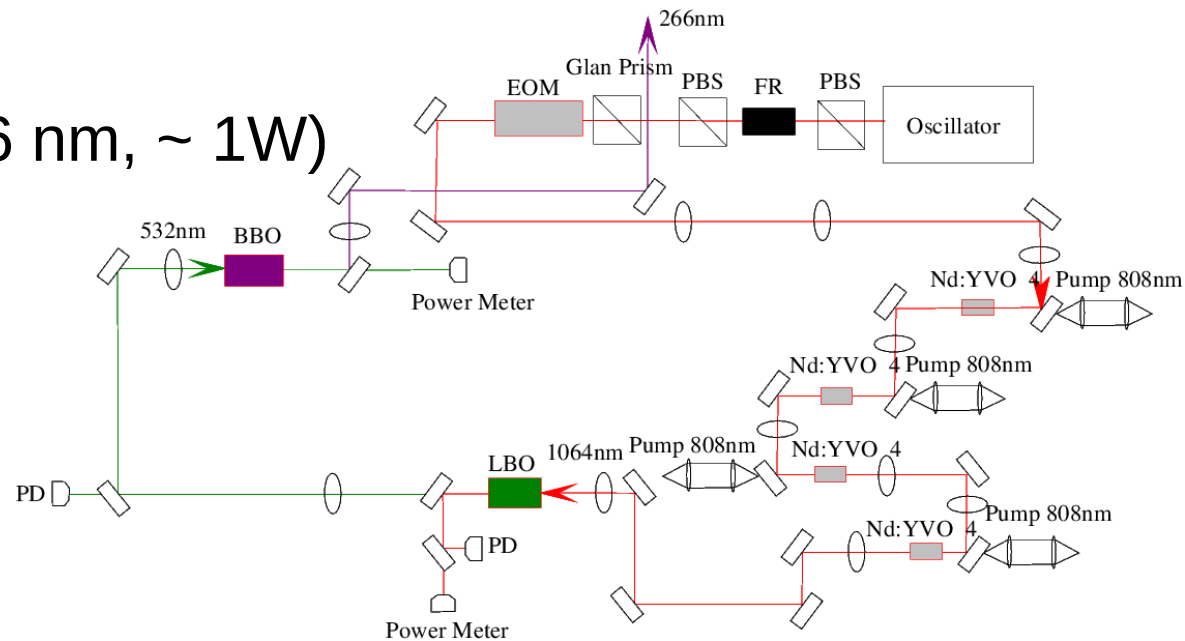 266nm
Glan Prism
EOM
PBS
FR
PBS
Oscillator
6 nm, ~ 1W)
532nm
BBO
Power Meter
Nd:YVO 4
Pump 808nm
Nd:YVO 4
Pump 808nm
Pump 808nm
Nd:YVO 4
1064nm
LBO
PD
Nd:YVO 4
Pump 808nm
PD
Power Meter